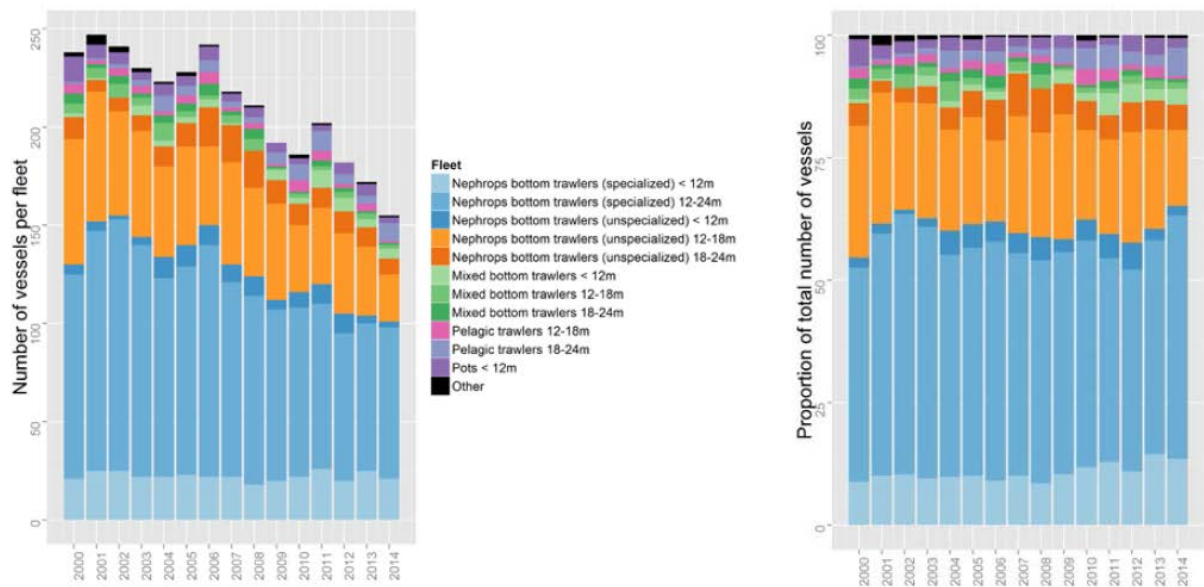 Number of vessels per fleet
250
200
150
100
50
0
2000 2001 2002 2003 2004 2005 2006 2007 2008 2009 2010 2011 2012 2013 2014
Fleet
Nephrops bottom trawlers (specialized) < 12m
Nephrops bottom trawlers (specialized) 12-24m
Nephrops bottom trawlers (unspecialized) < 12m
Nephrops bottom trawlers (unspecialized) 12-18m
Nephrops bottom trawlers (unspecialized) 18-24m
Mixed bottom trawlers < 12m
Mixed bottom trawlers 12-18m
Mixed bottom trawlers 18-24m
Pelagic trawlers 12-18m
Pelagic trawlers 18-24m
Pots < 12m
Other
Proportion of total number of vessels
100
75
50
25
0
2000 2001 2002 2003 2004 2005 2006 2007 2008 2009 2010 2011 2012 2013 2014